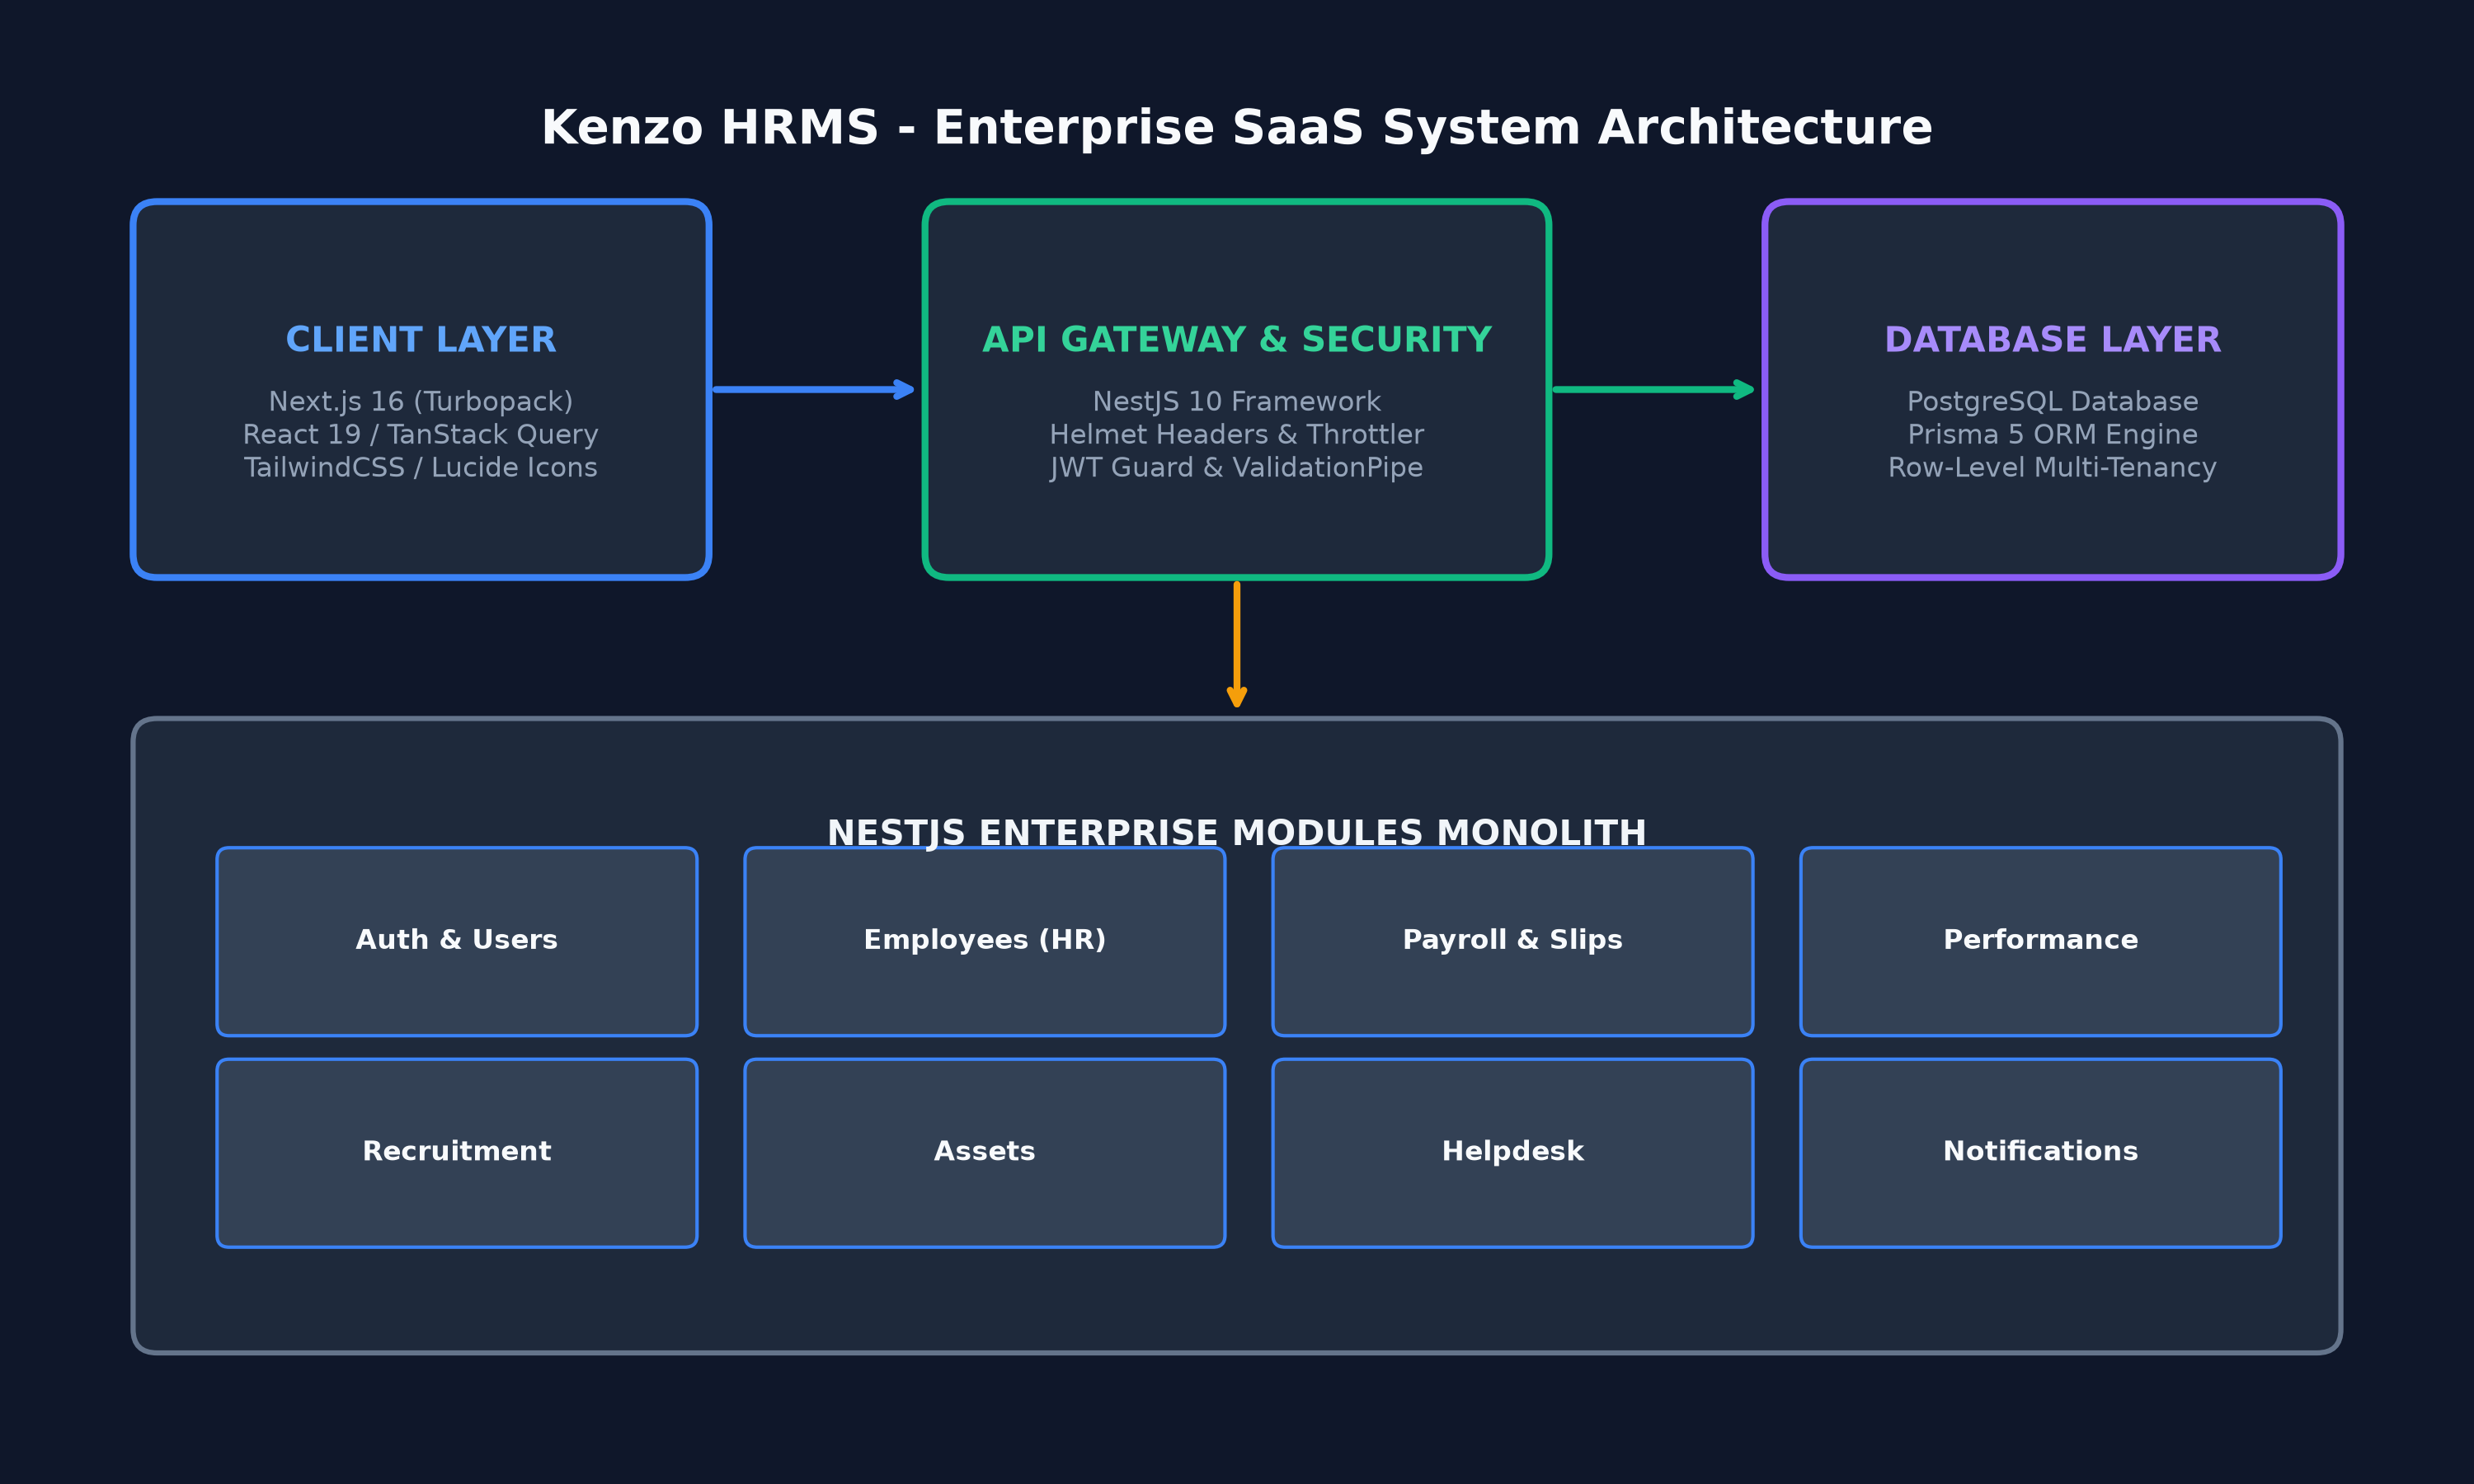 Kenzo HRMS - Enterprise SaaS System Architecture
CLIENT LAYER
Next.js 16 (Turbopack)
React 19 / TanStack Query
TailwindCSS / Lucide Icons
API GATEWAY & SECURITY
NestJS 10 Framework
Helmet Headers & Throttler
JWT Guard & ValidationPipe
DATABASE LAYER
PostgreSQL Database
Prisma 5 ORM Engine
Row-Level Multi-Tenancy
NESTJS ENTERPRISE MODULES MONOLITH
Auth & Users
Employees (HR)
Payroll & Slips
Performance
Recruitment
Assets
Helpdesk
Notifications